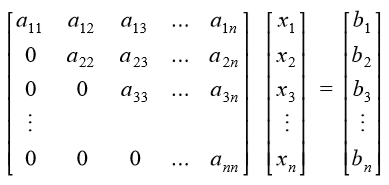 a₁₁ a₁₂ a₁₃ ... a₁ₙ x₁ b₁
0 a₂₂ a₂₃ ... a₂ₙ x₂ b₂
0 0 a₃₃ ... a₃ₙ x₃ = b₃
⋮ ⋮ ⋮
0 0 0 ... aₙₙ xₙ bₙ